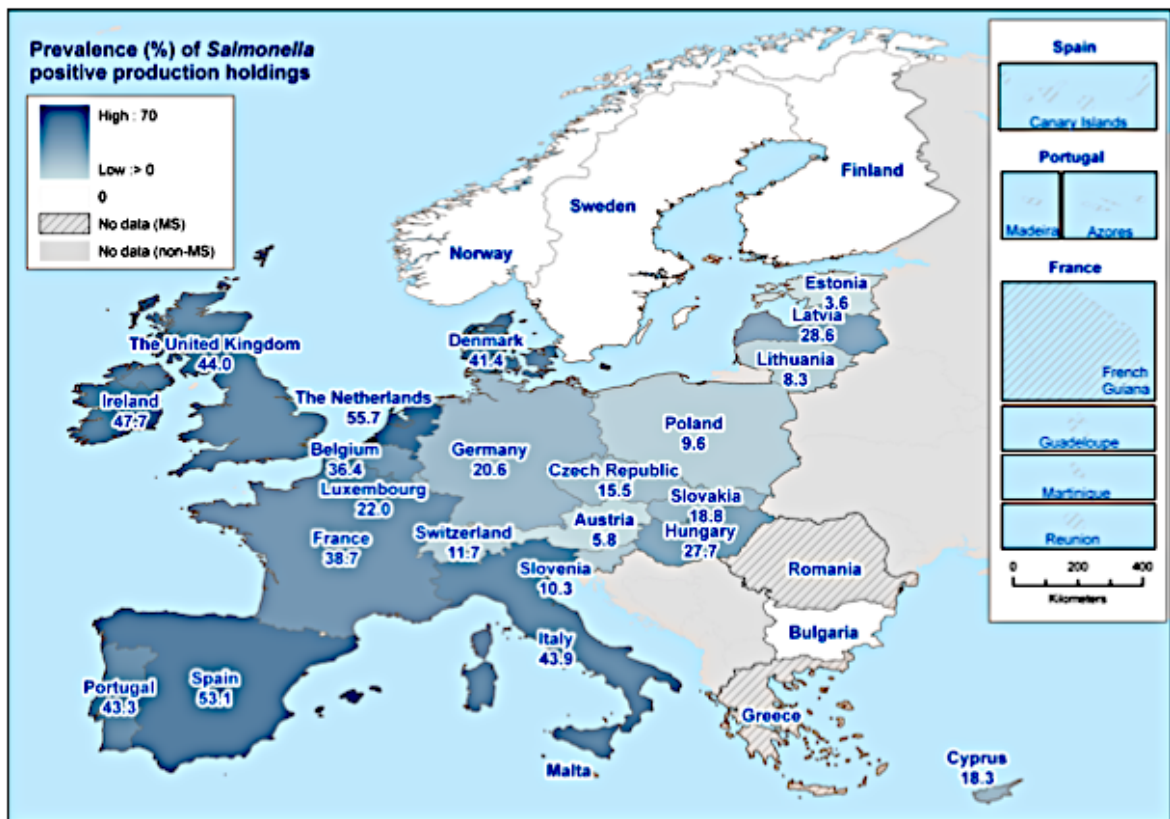 Prevalence (%) of Salmonella
positive production holdings
High : 70
Low :> 0
0
No data (MS)
No data (non-MS)
Norway
Sweden
Finland
Estonia
3.6
Latvia
28.6
Lithuania
8.3
Denmark
41.4
The United Kingdom
44.0
Ireland
47.7
The Netherlands
55.7
Belgium
36.4
Luxembourg
22.0
Germany
20.6
Poland
9.6
Czech Republic
15.5
Slovakia
18.8
Austria
5.8
Hungary
27.7
Switzerland
11.7
France
38.7
Slovenia
10.3
Romania
Bulgaria
Italy
43.9
Portugal
43.3
Spain
53.1
Greece
Malta
Cyprus
18.3
Spain
Canary Islands
Portugal
Madeira
Azores
France
French
Guiana
Guadeloupe
Martinique
Reunion
0 200 400
Kilometers